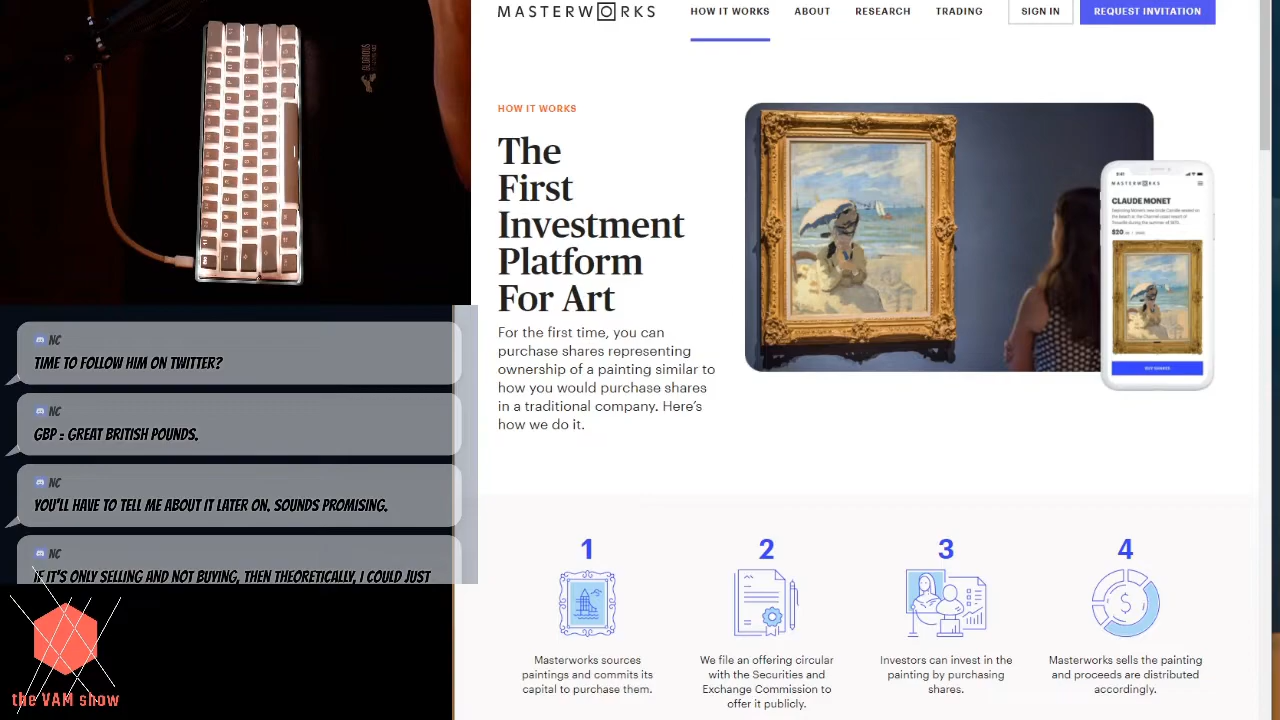 MASTERWORKS
HOW IT WORKS
ABOUT
RESEARCH
TRADING
SIGN IN
REQUEST INVITATION
HOW IT WORKS
The
First
Investment
Platform
For Art
For the first time, you can
purchase shares representing
ownership of a painting similar to
how you would purchase shares
in a traditional company. Here's
how we do it.
MASTERWORKS
CLAUDE MONET
$20
BUY SHARES
1
Masterworks sources
paintings and commits its
capital to purchase them.
2
We file an offering circular
with the Securities and
Exchange Commission to
offer it publicly.
3
Investors can invest in the
painting by purchasing
shares.
4
Masterworks sells the painting
and proceeds are distributed
accordingly.
GLORIOUS
NC
TIME TO FOLLOW HIM ON TWITTER?
NC
GBP = GREAT BRITISH POUNDS.
NC
YOU'LL HAVE TO TELL ME ABOUT IT LATER ON. SOUNDS PROMISING.
NC
IF IT'S ONLY SELLING AND NOT BUYING, THEN THEORETICALLY, I COULD JUST
the VAM show